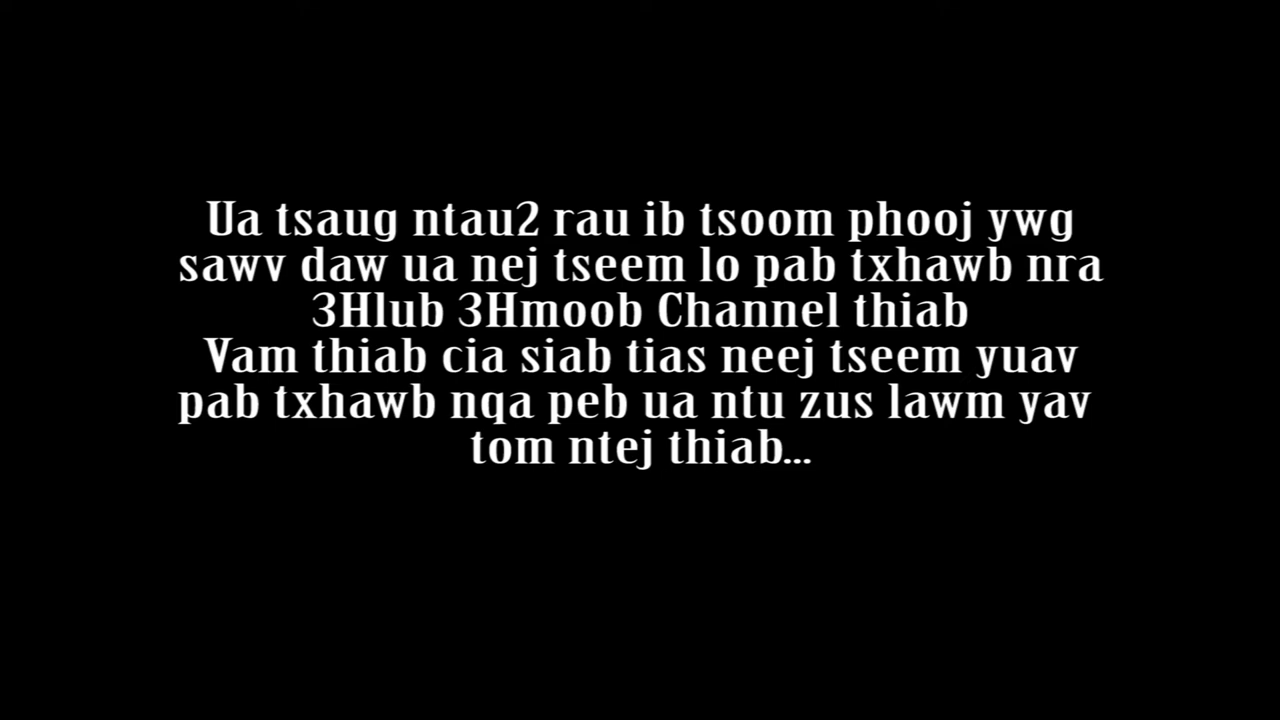 Ua tsaug ntau2 rau ib tsoom phooj ywg
sawv daw ua nej tseem lo pab txhawb nra
3Hlub 3Hmoob Channel thiab
Vam thiab cia siab tias neej tseem yuav
pab txhawb nqa peb ua ntu zus lawm yav
tom ntej thiab...